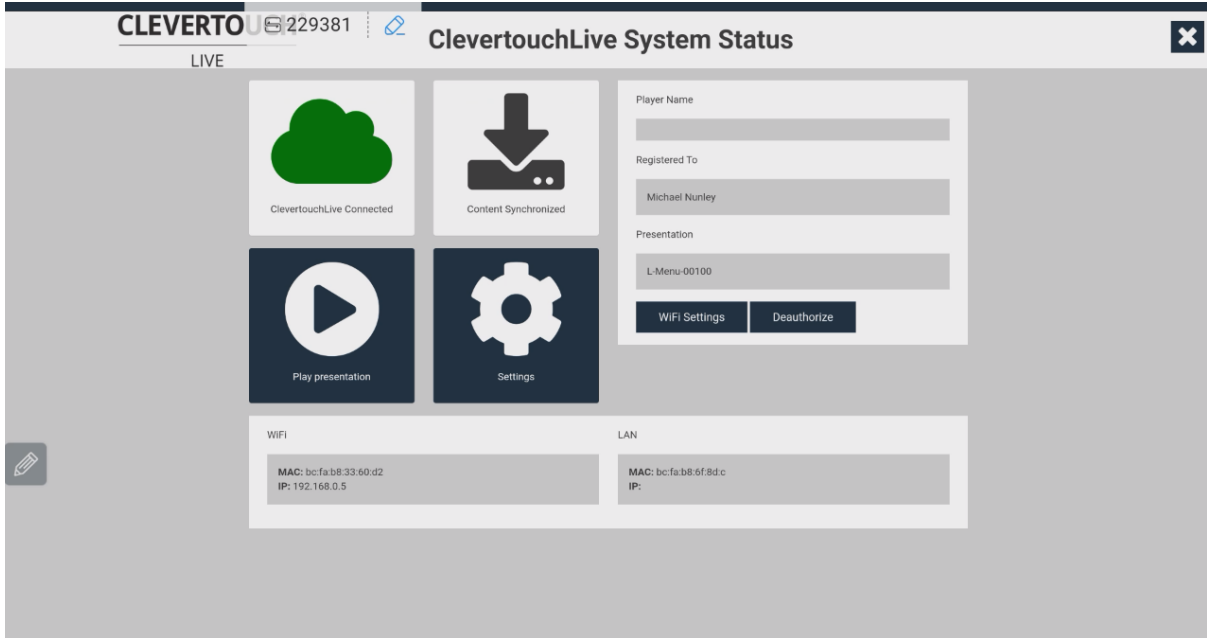 CLEVERTOUCH
229381
LIVE
ClevertouchLive System Status
ClevertouchLive Connected
Content Synchronized
Play presentation
Settings
Player Name
Registered To
Michael Nunley
Presentation
L-Menu-00100
WiFi Settings
Deauthorize
WiFi
MAC: bc:fa:b8:33:60:d2
IP: 192.168.0.5
LAN
MAC: bc:fa:b8:6f:8d:c
IP: